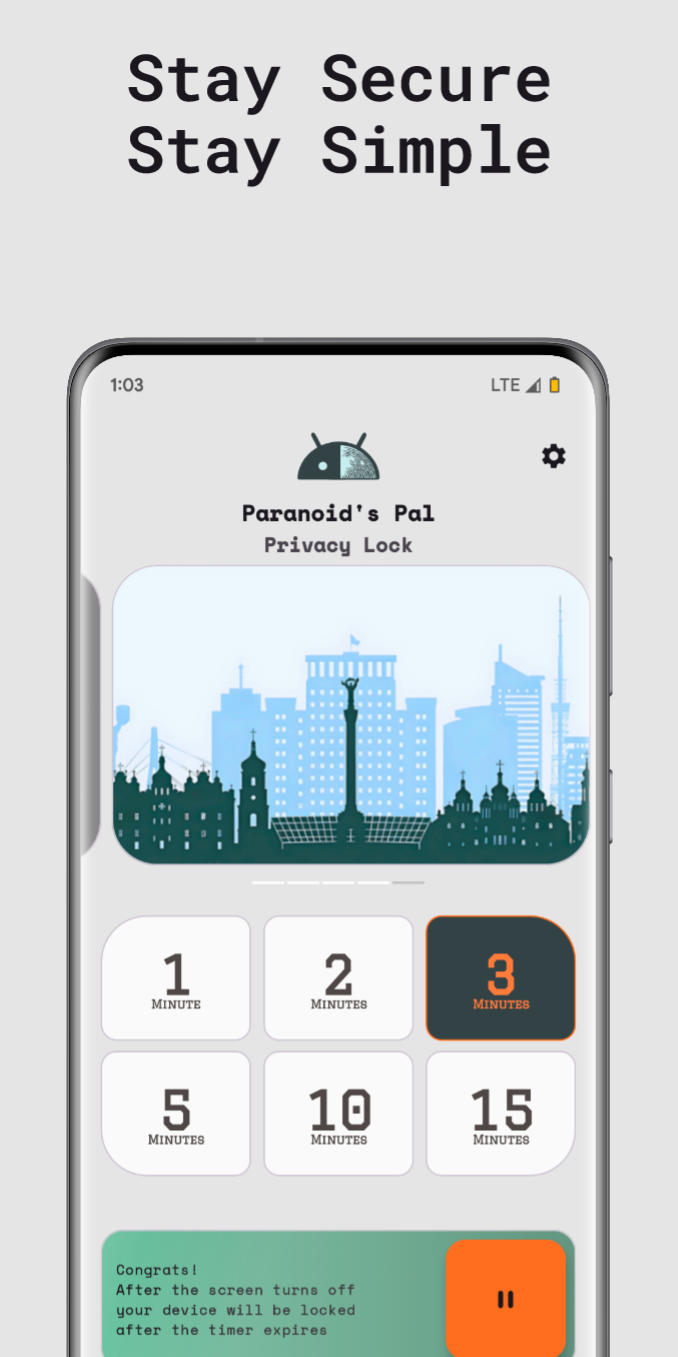 Stay Secure
Stay Simple
1:03
LTE
Paranoid's Pal
Privacy Lock
1
MINUTE
2
MINUTES
3
MINUTES
5
MINUTES
10
MINUTES
15
MINUTES
Congrats!
After the screen turns off
your device will be locked
after the timer expires